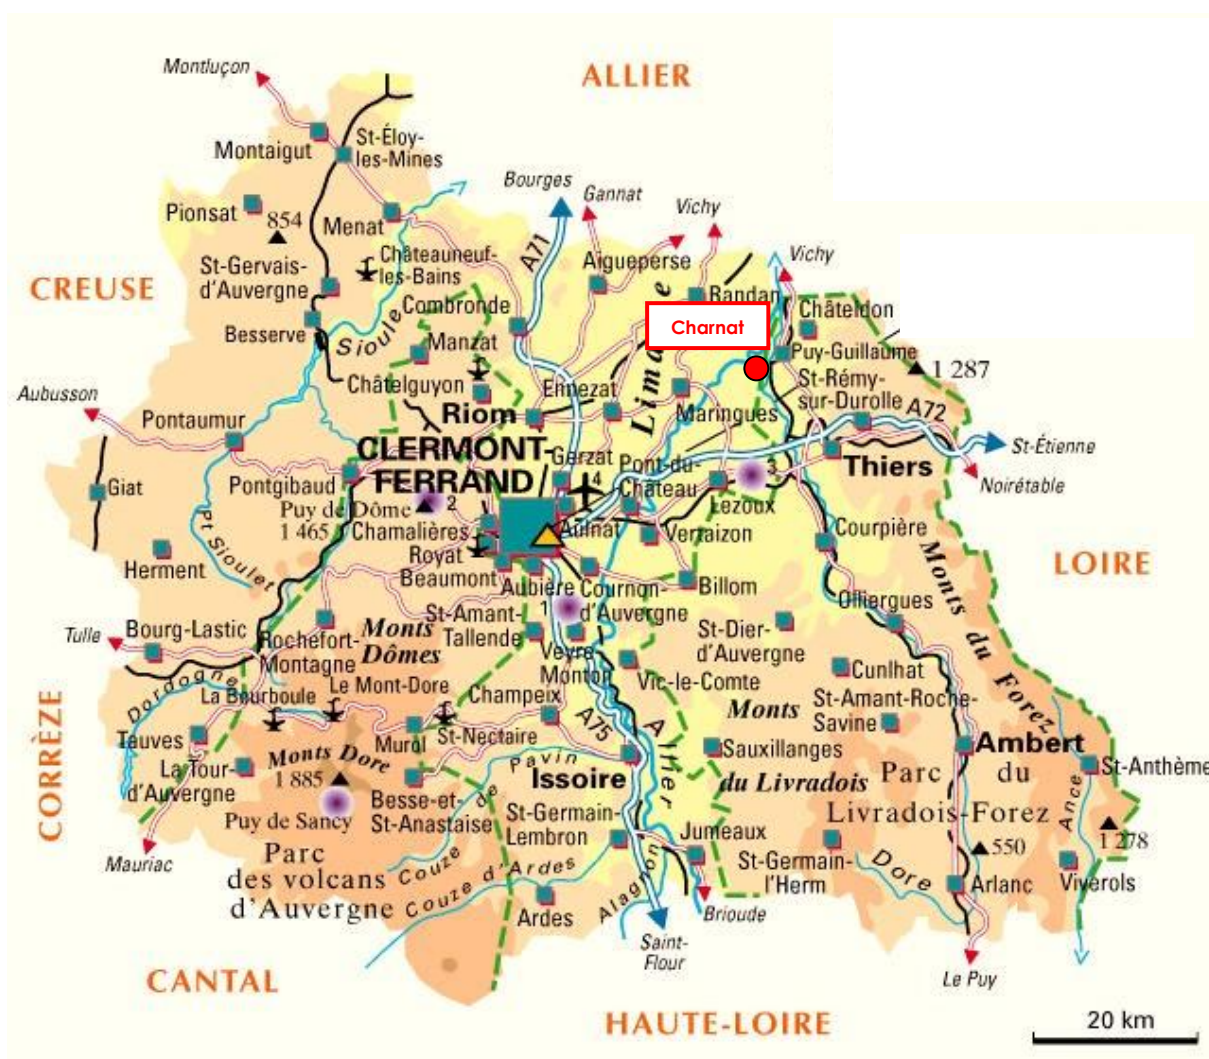 Montluçon
ALLIER
Montaigut
St-Éloy-
les-Mines
Bourges
Gannat
Vichy
Pionsat
854
Menat
A71
Vichy
St-Gervais-
d'Auvergne
Châteauneuf-
les-Bains
Aigueperse
CREUSE
Combronde
Randan
Châteldon
Besserve
Sioule
Manzat
Charnat
Limagne
Puy-Guillaume
1 287
Châtelguyon
Ennezat
St-Rémy-
sur-Durolle
A72
Aubusson
Pontaumur
Riom
Maringues
St-Étienne
CLERMONT-
FERRAND
Gerzat
Pont-du-
Château
3
Thiers
Noirétable
Giat
Pontgibaud
Puy de Dôme
1 465
2
4
Lezoux
Chamalières
Aulnat
Vertaizon
Courpière
Pt Sioulet
Royat
Herment
Beaumont
Aubière
Cournon-
d'Auvergne
1
Billom
LOIRE
Monts du Forez
Olliergues
St-Amant-
Tallende
Tulle
Bourg-Lastic
Rochefort-
Montagne
Monts
Dômes
Veyre
Monton
St-Dier-
d'Auvergne
Cunlhat
Dordogne
La Bourboule
Le Mont-Dore
Champeix
Vic-le-Comte
St-Amant-Roche-
Savine
CORRÈZE
Tauves
Murol
St-Nectaire
A75
Allier
Monts
du Livradois
Sauxillanges
Ambert
La Tour-
d'Auvergne
Monts Dore
1 885
Puy de Sancy
Besse-et-
St-Anastaise
Couze de Pavin
Issoire
Parc
du
Livradois-Forez
St-Anthème
Ance
St-Germain-
Lembron
Jumeaux
1 278
Mauriac
Parc
des volcans
d'Auvergne
Couze d'Ardes
Alagnon
St-Germain-
l'Herm
Dore
550
Arlanc
Viverols
Ardes
Brioude
Saint-
Flour
Le Puy
CANTAL
HAUTE-LOIRE
20 km